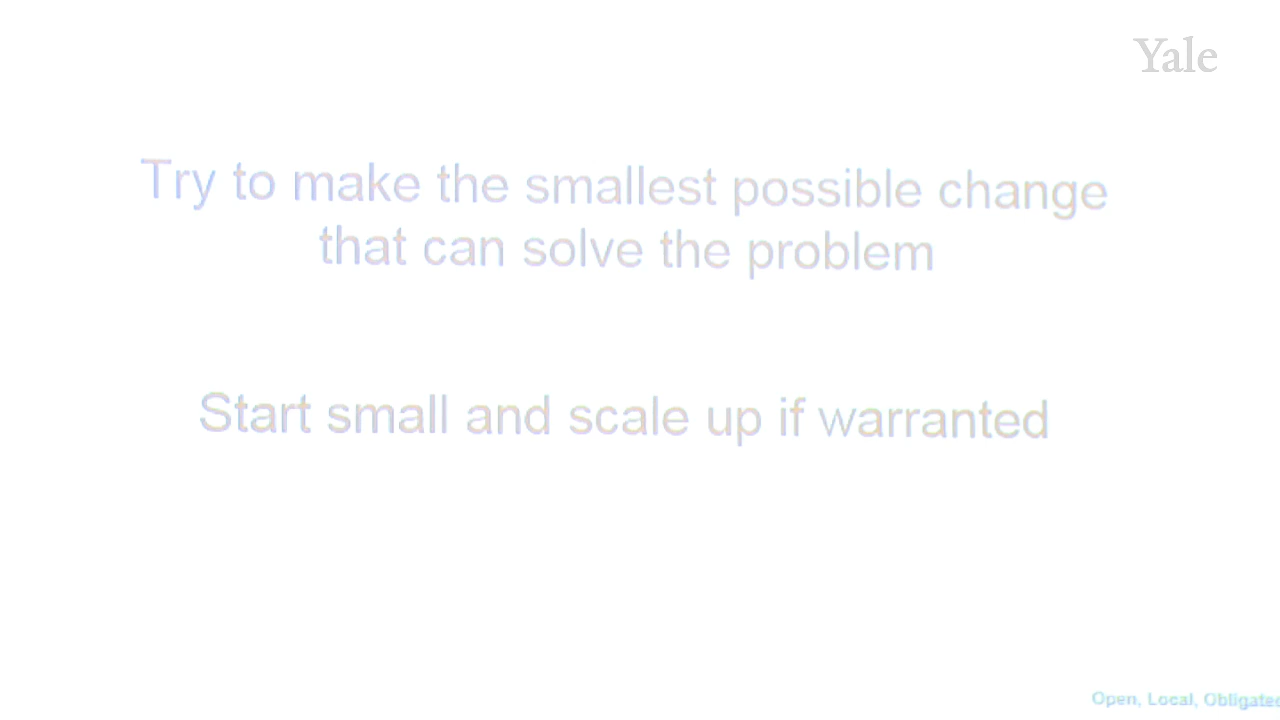 Yale
Try to make the smallest possible change
that can solve the problem
Start small and scale up if warranted
Open, Local, Obligated